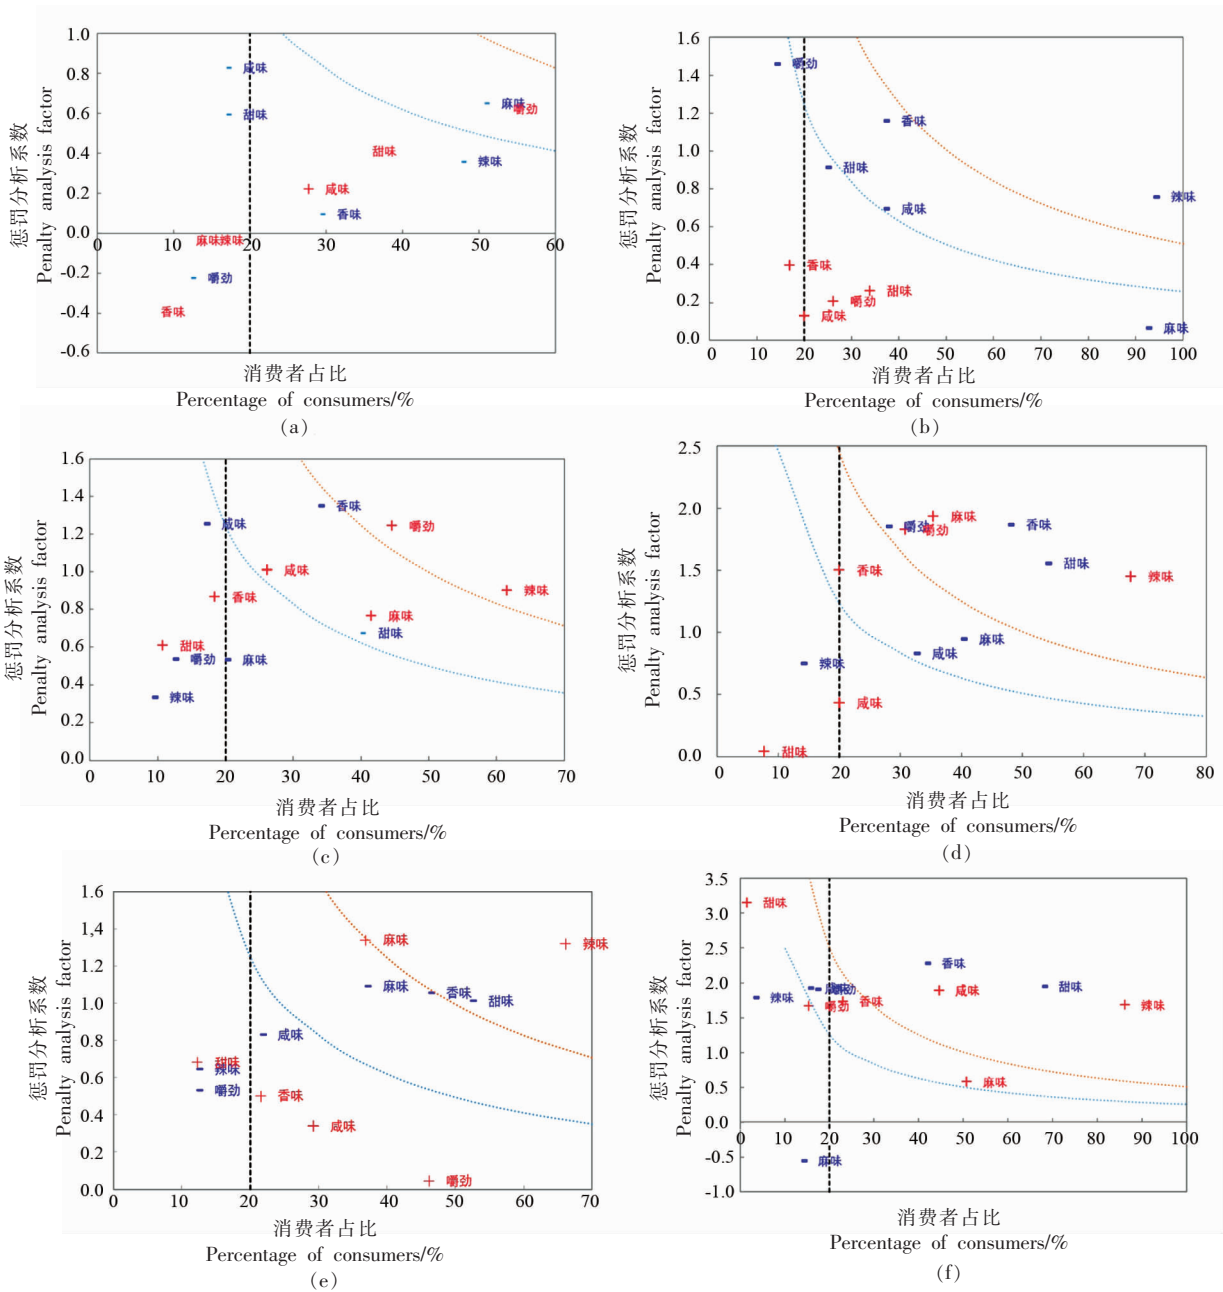 惩罚分析系数
Penalty analysis factor
1.0
0.8
0.6
0.4
0.2
0.0
-0.2
-0.4
-0.6
0 10 20 30 40 50 60
咸味
甜味
麻味
嚼劲
甜味
辣味
咸味
香味
麻味辣味
嚼劲
香味
消费者占比
Percentage of consumers/%
(a)
惩罚分析系数
Penalty analysis factor
1.6
1.4
1.2
1.0
0.8
0.6
0.4
0.2
0.0
0 10 20 30 40 50 60 70 80 90 100
嚼劲
香味
甜味
辣味
咸味
香味
甜味
嚼劲
咸味
麻味
消费者占比
Percentage of consumers/%
(b)
惩罚分析系数
Penalty analysis factor
1.6
1.4
1.2
1.0
0.8
0.6
0.4
0.2
0.0
0 10 20 30 40 50 60 70
香味
咸味
嚼劲
咸味
辣味
香味
麻味
甜味
甜味
嚼劲
麻味
辣味
消费者占比
Percentage of consumers/%
(c)
惩罚分析系数
Penalty analysis factor
2.5
2.0
1.5
1.0
0.5
0.0
0 10 20 30 40 50 60 70 80
麻味
嚼劲
嚼劲
香味
甜味
香味
辣味
麻味
咸味
辣味
咸味
甜味
消费者占比
Percentage of consumers/%
(d)
惩罚分析系数
Penalty analysis factor
1.6
1,4
1.2
1.0
0.8
0.6
0.4
0.2
0.0
0 10 20 30 40 50 60 70
麻味
辣味
麻味
香味
甜味
咸味
甜味
辣味
嚼劲
香味
咸味
嚼劲
消费者占比
Percentage of consumers/%
(e)
惩罚分析系数
Penalty analysis factor
3.5
3.0
2.5
2.0
1.5
1.0
0.5
0.0
-0.5
-1.0
0 10 20 30 40 50 60 70 80 90 100
甜味
香味
甜味
辣味
咸味
嚼劲
咸味
嚼劲
香味
辣味
麻味
麻味
消费者占比
Percentage of consumers/%
(f)